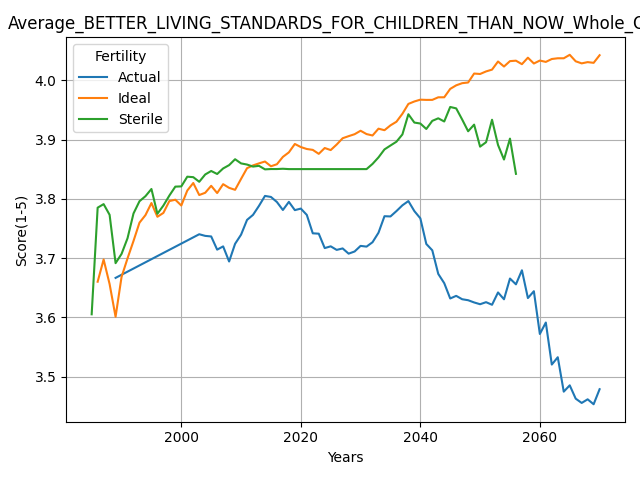 Average_BETTER_LIVING_STANDARDS_FOR_CHILDREN_THAN_NOW_Whole_
Fertility
Actual
Ideal
Sterile
4.0
3.9
3.8
3.7
3.6
3.5
Score(1-5)
2000 2020 2040 2060
Years